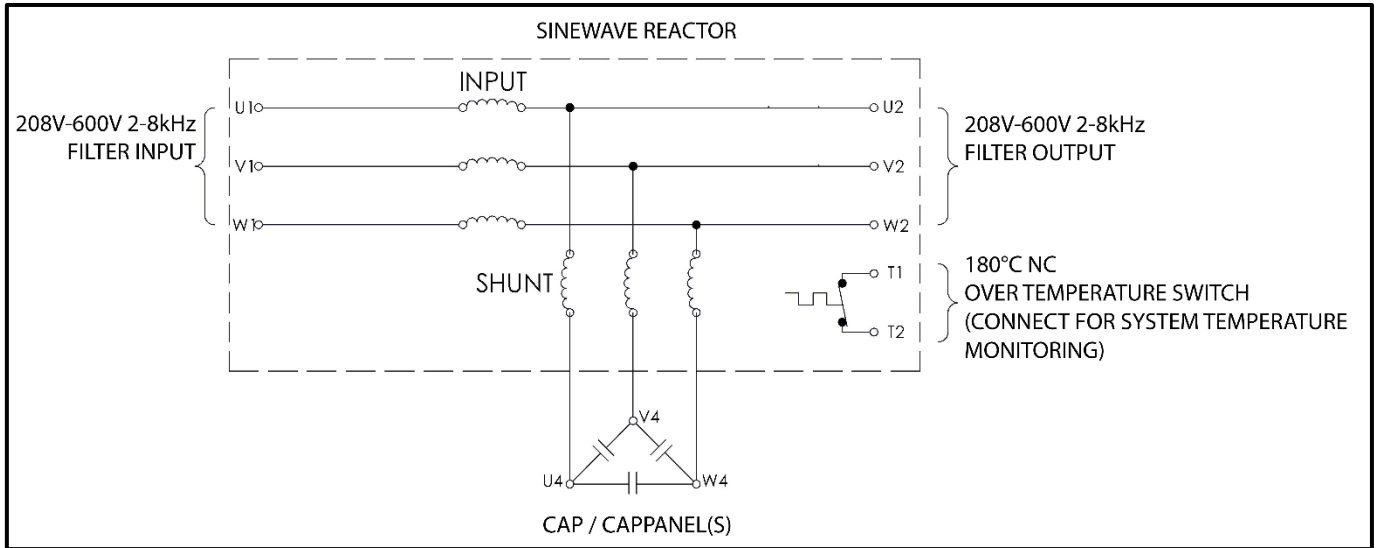 SINEWAVE REACTOR
INPUT
U1
U2
208V-600V 2-8kHz
FILTER INPUT
208V-600V 2-8kHz
FILTER OUTPUT
V1
V2
W1
W2
SHUNT
T1
T2
180°C NC
OVER TEMPERATURE SWITCH
(CONNECT FOR SYSTEM TEMPERATURE
MONITORING)
V4
U4
W4
CAP / CAPPANEL(S)